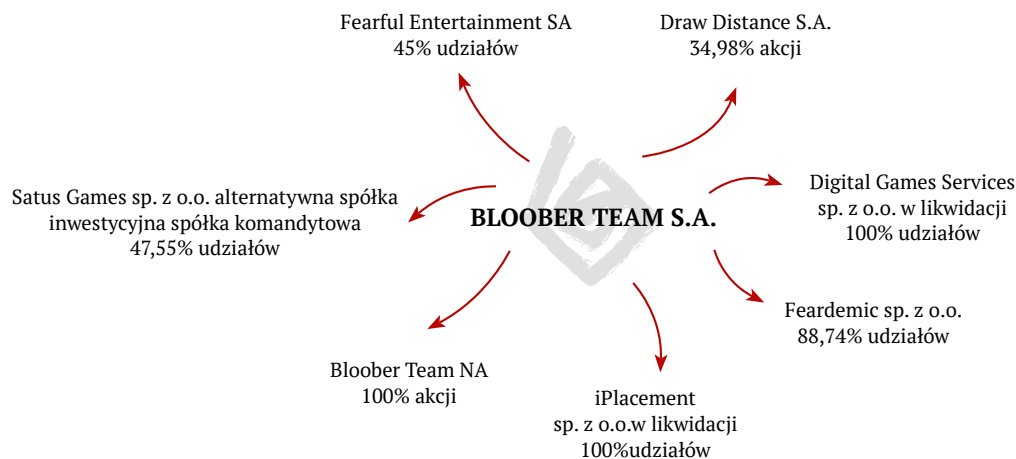 Fearful Entertainment SA
45% udziałów
Draw Distance S.A.
34,98% akcji
Satus Games sp. z o.o. alternatywna spółka
inwestycyjna spółka komandytowa
47,55% udziałów
BLOOBER TEAM S.A.
Digital Games Services
sp. z o.o. w likwidacji
100% udziałów
Feardemic sp. z o.o.
88,74% udziałów
Bloober Team NA
100% akcji
iPlacement
sp. z o.o.w likwidacji
100%udziałów